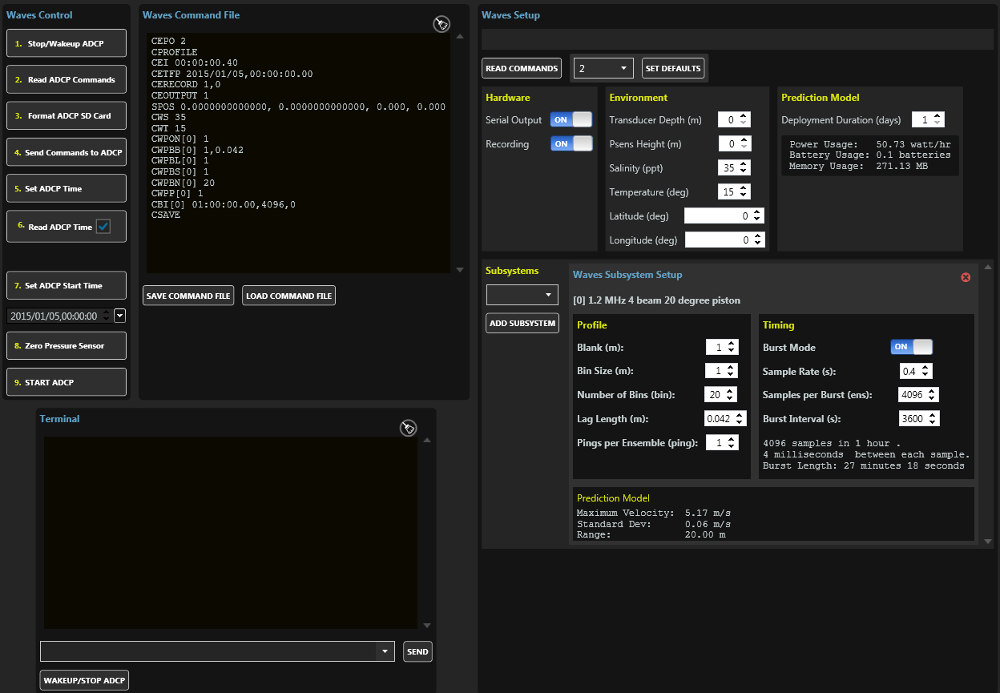 Waves Control
1. Stop/Wakeup ADCP
2. Read ADCP Commands
3. Format ADCP SD Card
4. Send Commands to ADCP
5. Set ADCP Time
6. Read ADCP Time
7. Set ADCP Start Time
2015/01/05,00:00:00
8. Zero Pressure Sensor
9. START ADCP
Waves Command File
CEPO 2
CPROFILE
CEI 00:00:00.40
CETFP 2015/01/05,00:00:00.00
CERECORD 1,0
CEOUTPUT 1
SPOS 0.0000000000000, 0.0000000000000, 0.000, 0.000
CWS 35
CWT 15
CWPON[0] 1
CWPBB[0] 1,0.042
CWPBL[0] 1
CWPBS[0] 1
CWPBN[0] 20
CWPP[0] 1
CBI[0] 01:00:00.00,4096,0
CSAVE
SAVE COMMAND FILE LOAD COMMAND FILE
Terminal
SEND
WAKEUP/STOP ADCP
Waves Setup
READ COMMANDS 2 SET DEFAULTS
Hardware
Serial Output ON
Recording ON
Environment
Transducer Depth (m) 0
Psens Height (m) 0
Salinity (ppt) 35
Temperature (deg) 15
Latitude (deg) 0
Longitude (deg) 0
Prediction Model
Deployment Duration (days) 1
Power Usage: 50.73 watt/hr
Battery Usage: 0.1 batteries
Memory Usage: 271.13 MB
Subsystems
ADD SUBSYSTEM
Waves Subsystem Setup
[0] 1.2 MHz 4 beam 20 degree piston
Profile
Blank (m): 1
Bin Size (m): 1
Number of Bins (bin): 20
Lag Length (m): 0.042
Pings per Ensemble (ping): 1
Timing
Burst Mode ON
Sample Rate (s): 0.4
Samples per Burst (ens): 4096
Burst Interval (s): 3600
4096 samples in 1 hour .
4 milliseconds between each sample.
Burst Length: 27 minutes 18 seconds
Prediction Model
Maximum Velocity: 5.17 m/s
Standard Dev: 0.06 m/s
Range: 20.00 m